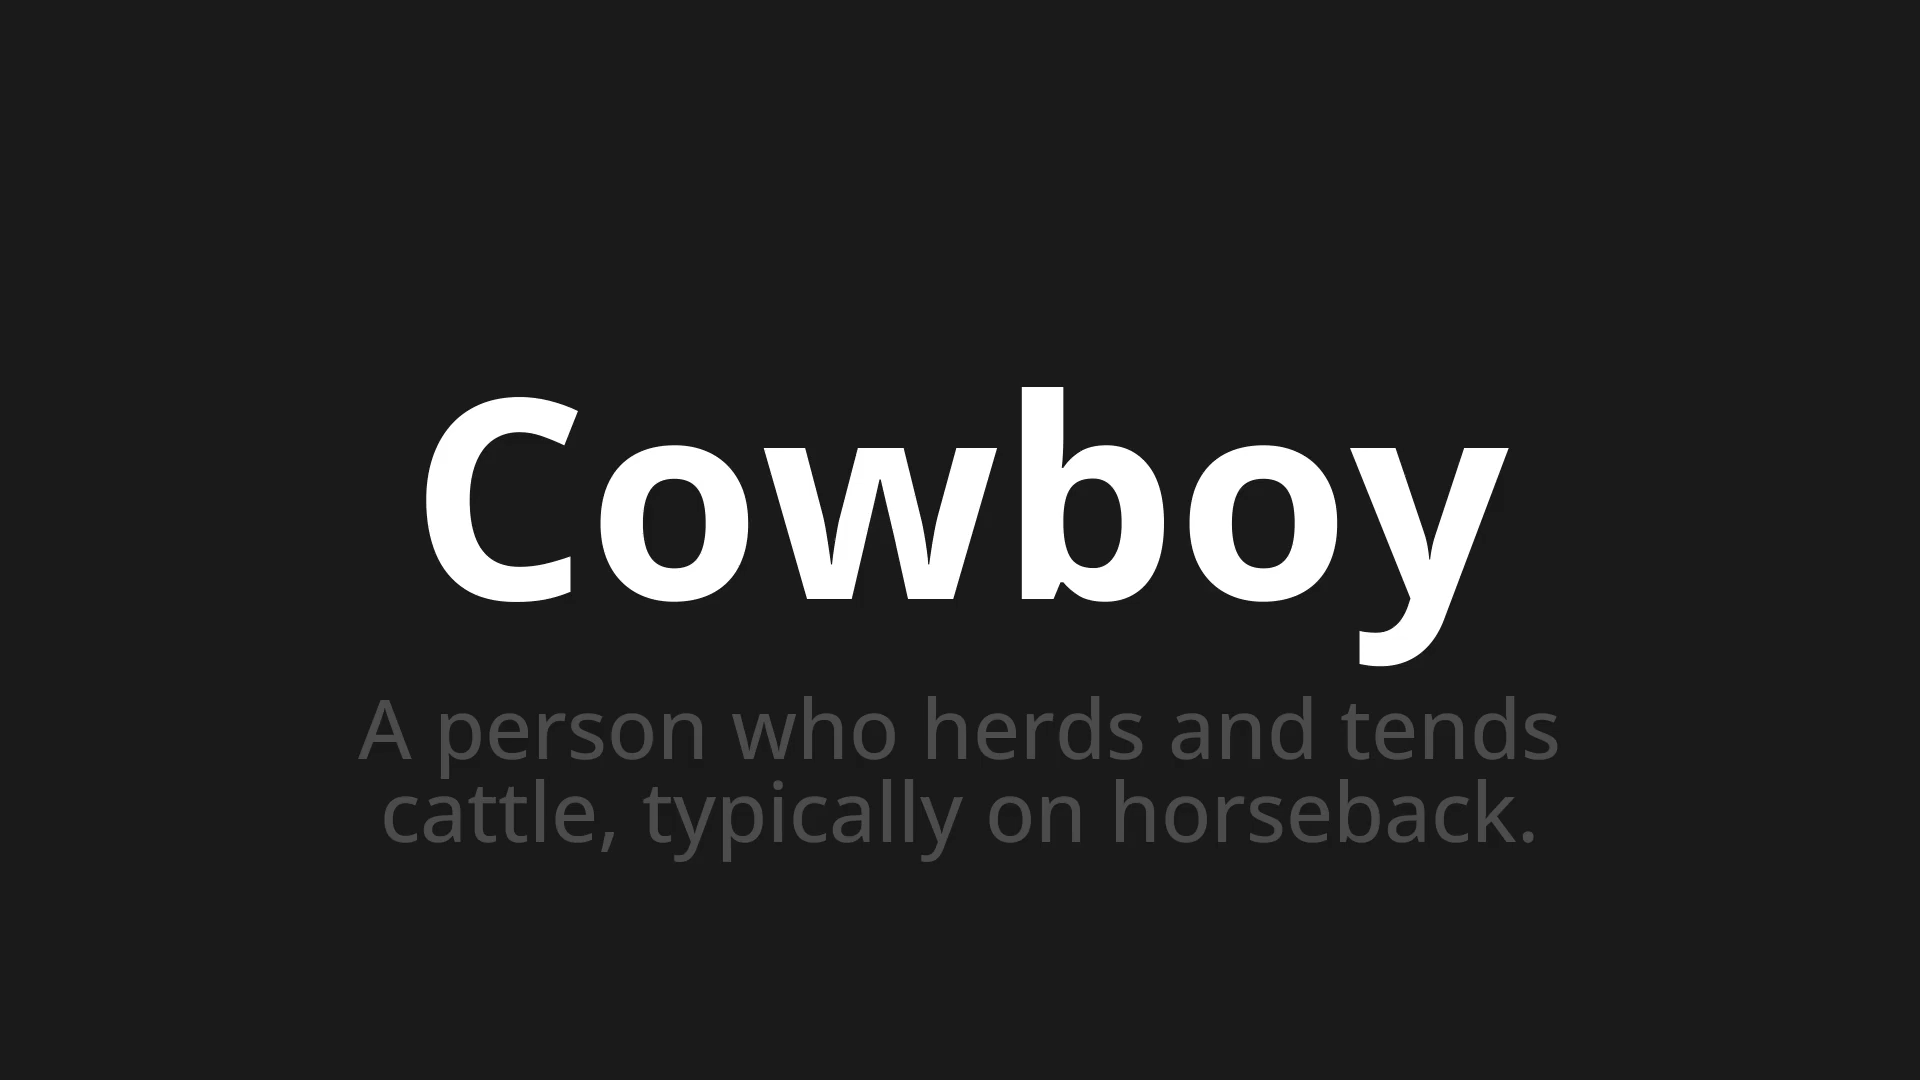 Cowboy
A person who herds and tends
cattle, typically on horseback.